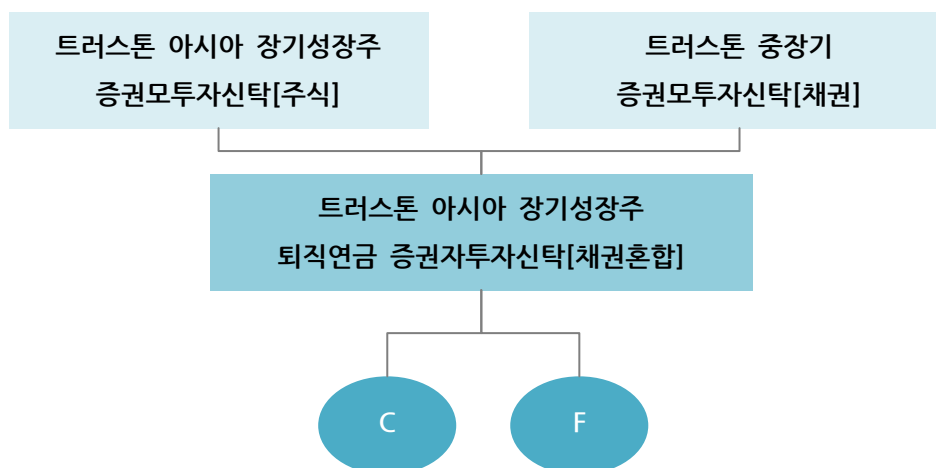 트러스톤 아시아 장기성장주
증권모투자신탁[주식]
트러스톤 중장기
증권모투자신탁[채권]
트러스톤 아시아 장기성장주
퇴직연금 증권자투자신탁[채권혼합]
C
F